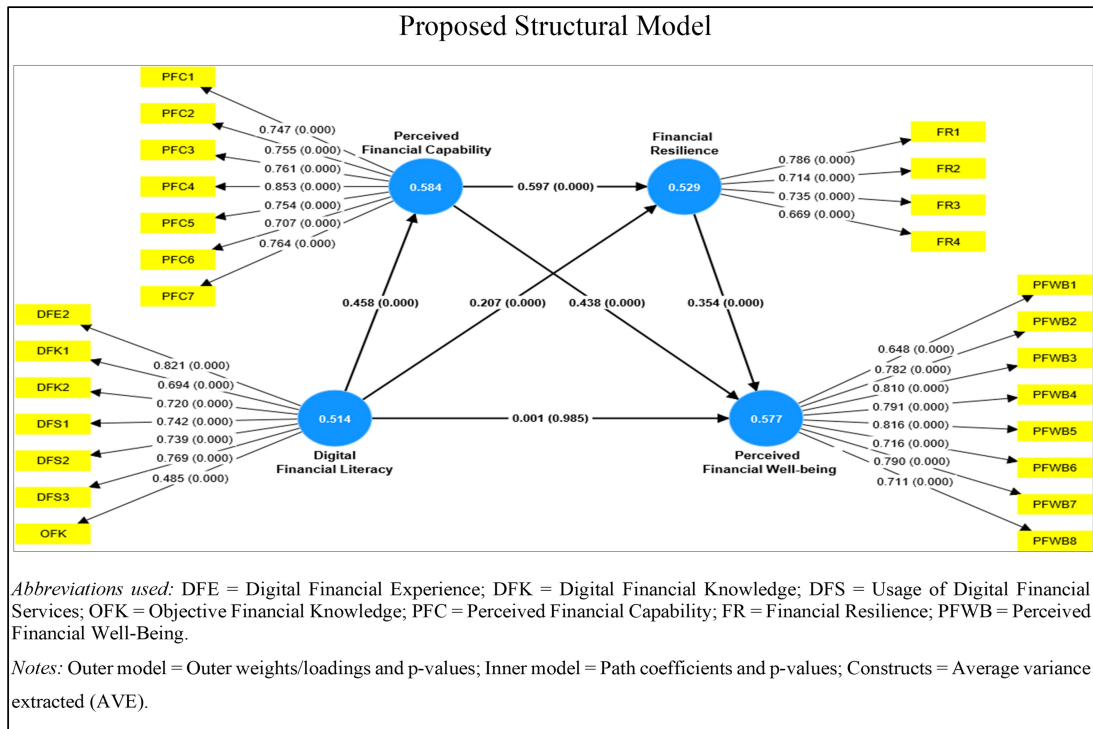 Proposed Structural Model
PFC1
PFC2
PFC3
PFC4
PFC5
PFC6
PFC7
0.747 (0.000)
0.755 (0.000)
0.761 (0.000)
0.853 (0.000)
0.754 (0.000)
0.707 (0.000)
0.764 (0.000)
Perceived
Financial Capability
0.584
0.597 (0.000)
Financial
Resilience
0.529
0.786 (0.000)
0.714 (0.000)
0.735 (0.000)
0.669 (0.000)
FR1
FR2
FR3
FR4
0.458 (0.000)
0.207 (0.000)
0.438 (0.000)
0.354 (0.000)
DFE2
DFK1
DFK2
DFS1
DFS2
DFS3
OFK
0.821 (0.000)
0.694 (0.000)
0.720 (0.000)
0.742 (0.000)
0.739 (0.000)
0.769 (0.000)
0.485 (0.000)
0.514
Digital
Financial Literacy
0.001 (0.985)
0.577
Perceived
Financial Well-being
0.648 (0.000)
0.782 (0.000)
0.810 (0.000)
0.791 (0.000)
0.816 (0.000)
0.716 (0.000)
0.790 (0.000)
0.711 (0.000)
PFWB1
PFWB2
PFWB3
PFWB4
PFWB5
PFWB6
PFWB7
PFWB8
Abbreviations used: DFE = Digital Financial Experience; DFK = Digital Financial Knowledge; DFS = Usage of Digital Financial
Services; OFK = Objective Financial Knowledge; PFC = Perceived Financial Capability; FR = Financial Resilience; PFWB = Perceived
Financial Well-Being.
Notes: Outer model = Outer weights/loadings and p-values; Inner model = Path coefficients and p-values; Constructs = Average variance
extracted (AVE).